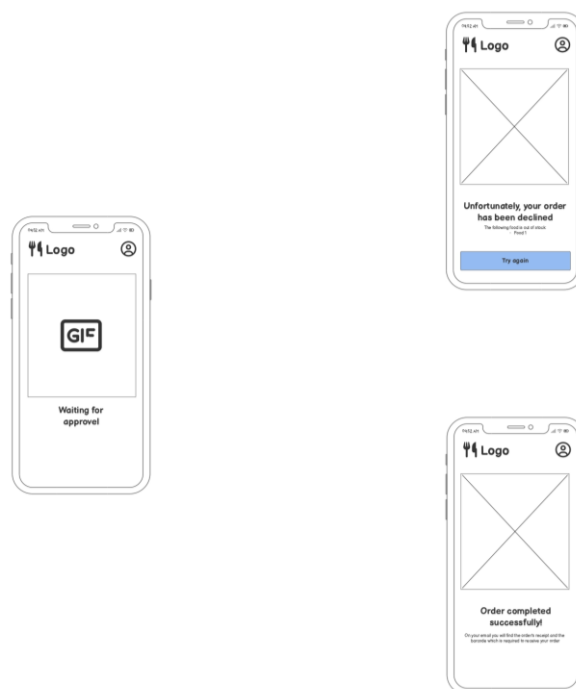 Logo
GIF
Waiting for
approvel
Logo
Unfortunately, your order
has been declined
The following food is out of stock
- Food 1
Try again
Logo
Order completed
successfully!
On your email you will find the order's receipt and the
barcode which is required to receive your order